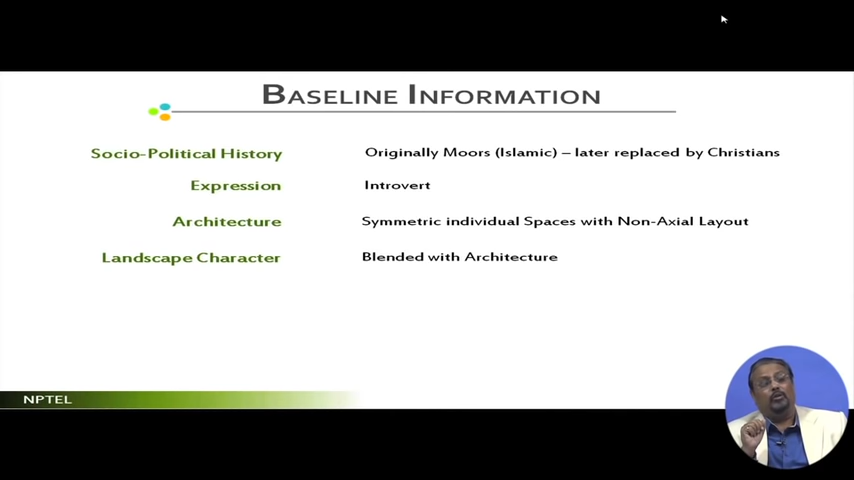 BASELINE INFORMATION
Socio-Political History Originally Moors (Islamic) – later replaced by Christians
Expression Introvert
Architecture Symmetric individual Spaces with Non-Axial Layout
Landscape Character Blended with Architecture
NPTEL